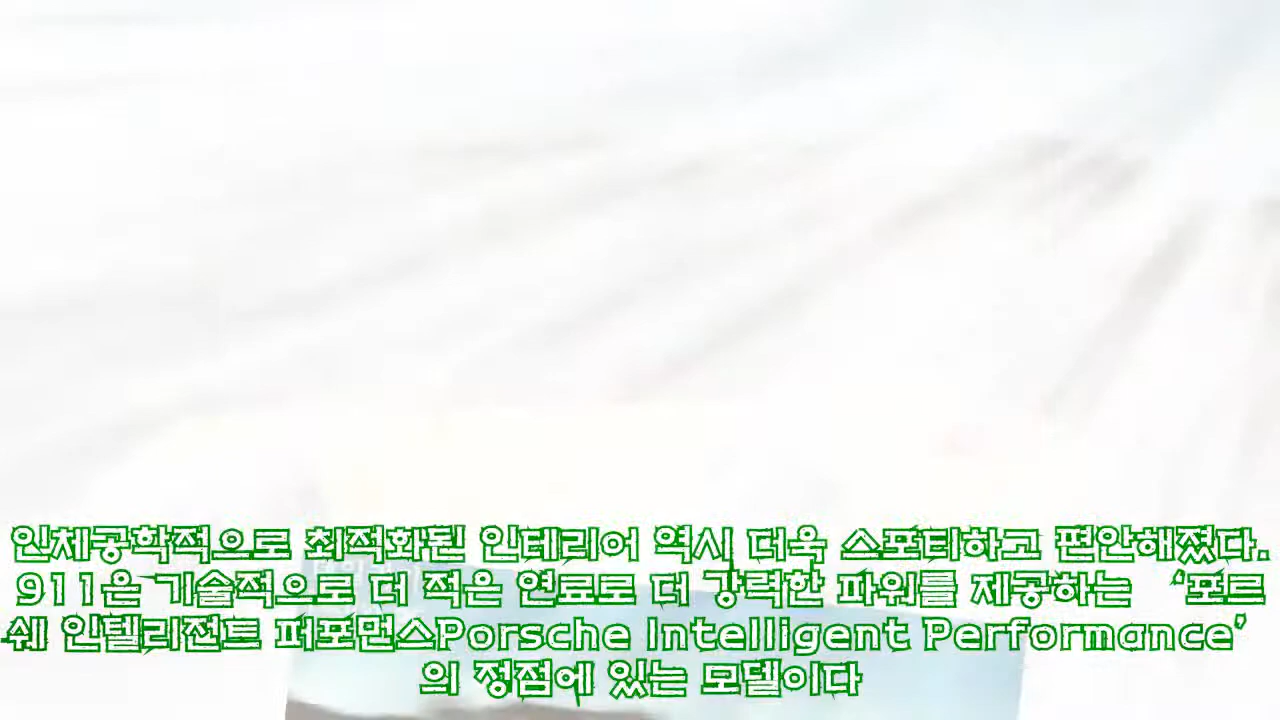 인체공학적으로 최적화된 인테리어 역시 더욱 스포티하고 편안해졌다.
911은 기술적으로 더 적은 연료로 더 강력한 파워를 제공하는 ‘포르
쉐 인텔리전트 퍼포먼스Porsche Intelligent Performance’
의 정점에 있는 모델이다